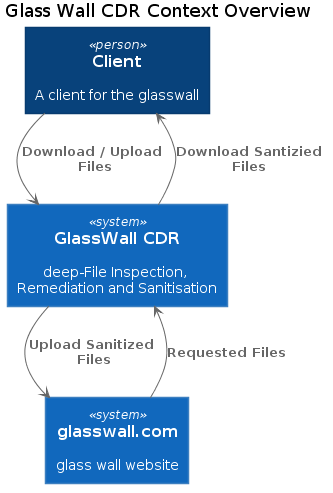 Glass Wall CDR Context Overview
«person»
Client
A client for the glasswall
Download / Upload
Files
Download Santizied
Files
«system»
GlassWall CDR
deep-File Inspection,
Remediation and Sanitisation
Upload Sanitized
Files
Requested Files
«system»
glasswall.com
glass wall website